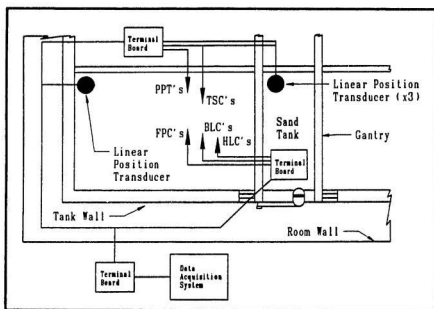 Terminal
Board
PPT's
TSC's
Linear Position
Transducer (x3)
FPC's
BLC's
HLC's
Sand
Tank
Gantry
Linear
Position
Transducer
Terminal
Board
Tank Wall
Room Wall
Terminal
Board
Data
Acquisition
System